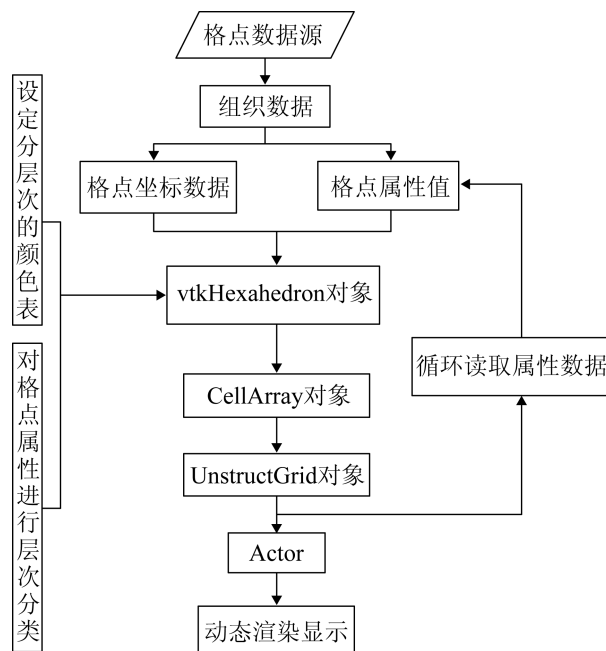 格点数据源
组织数据
格点坐标数据
格点属性值
设定分层次的颜色表
vtkHexahedron对象
循环读取属性数据
对格点属性进行层次分类
CellArray对象
UnstructGrid对象
Actor
动态渲染显示